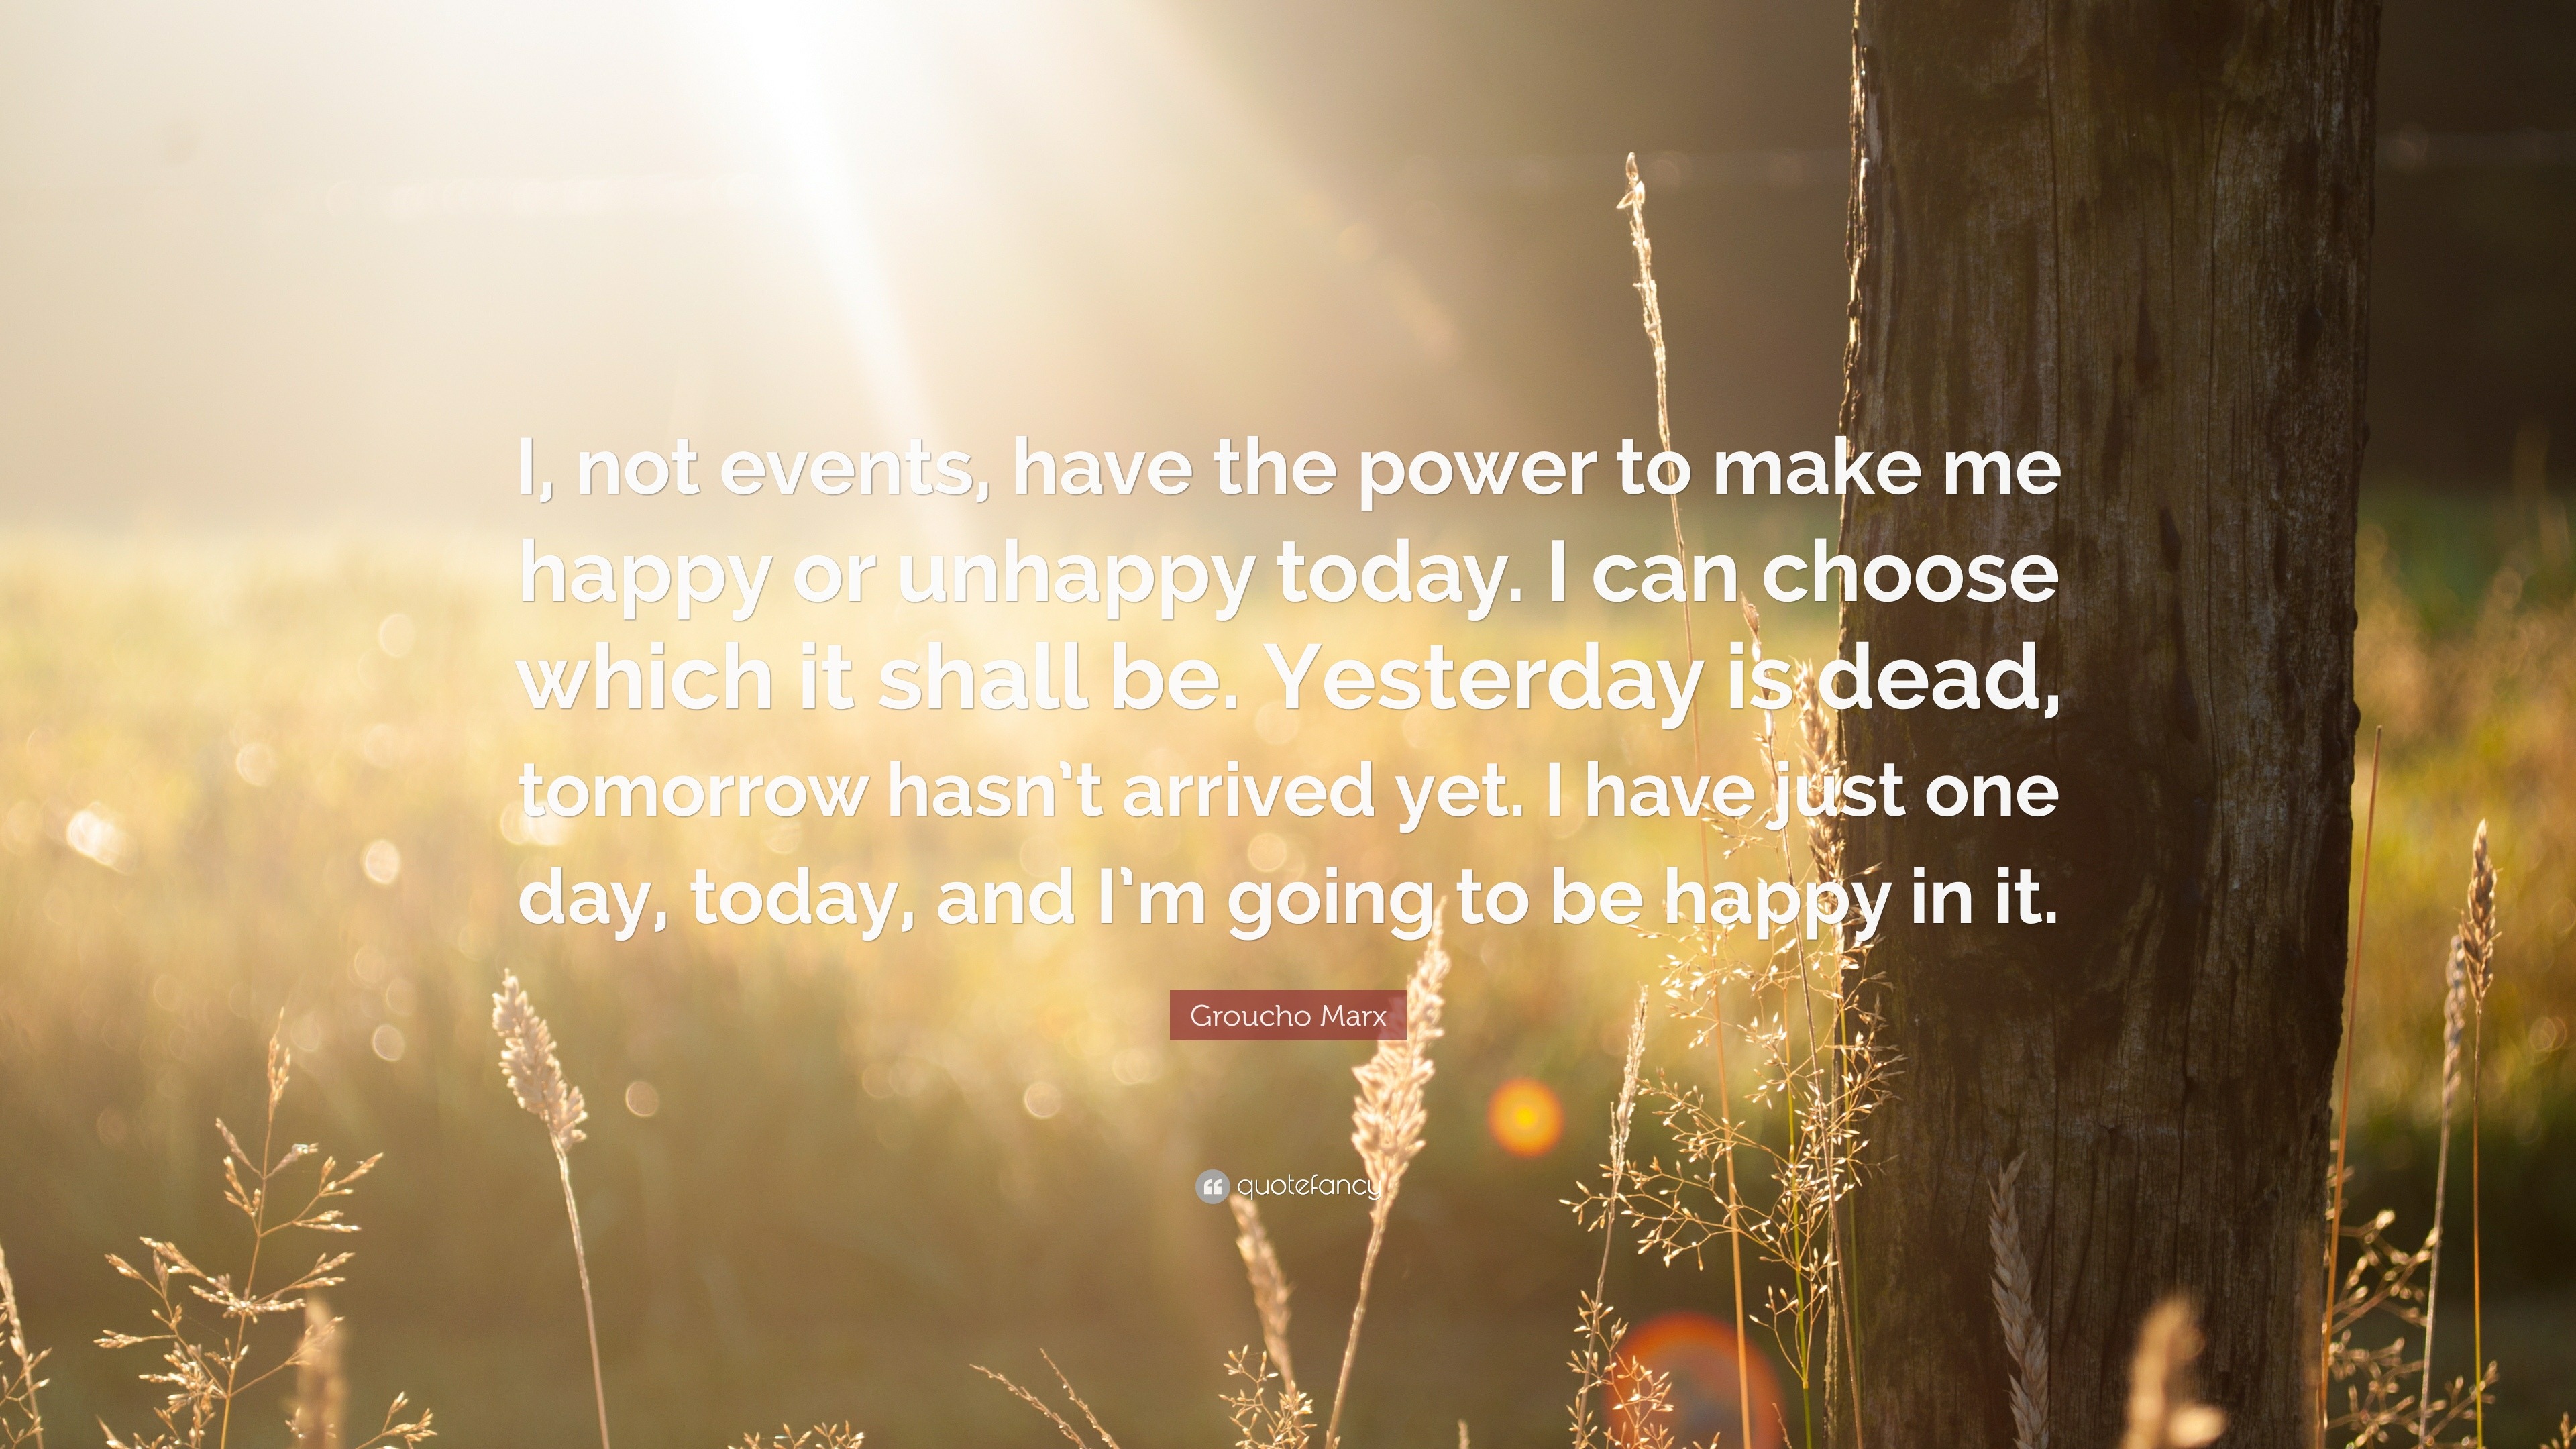 I, not events, have the power to make me
happy or unhappy today. I can choose
which it shall be. Yesterday is dead,
tomorrow hasn’t arrived yet. I have just one
day, today, and I’m going to be happy in it.
Groucho Marx
quotefancy